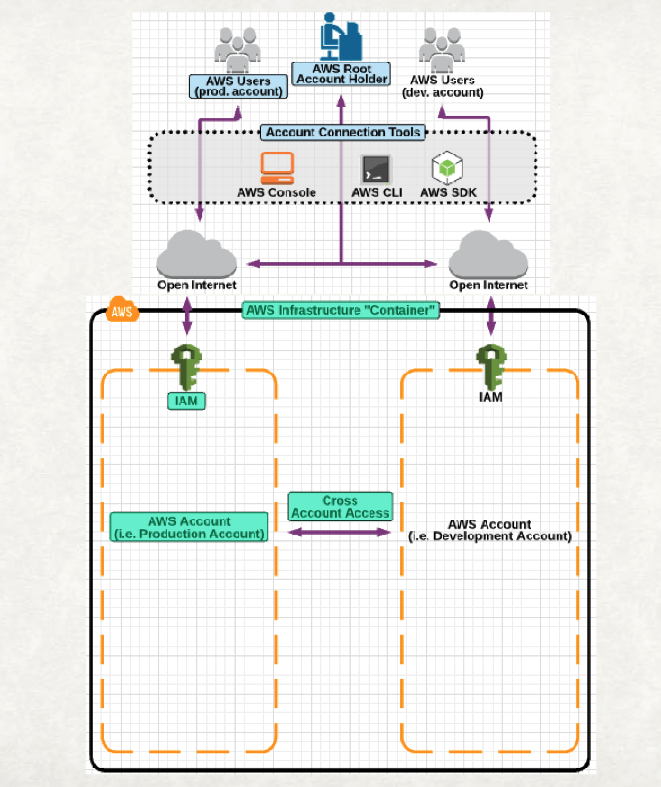 AWS Users
(prod. account)
AWS Root
Account Holder
AWS Users
(dev. account)
Account Connection Tools
AWS Console
AWS CLI
AWS SDK
Open Internet
Open Internet
AWS
AWS Infrastructure "Container"
IAM
IAM
Cross
Account Access
AWS Account
(i.e. Production Account)
AWS Account
(i.e. Development Account)